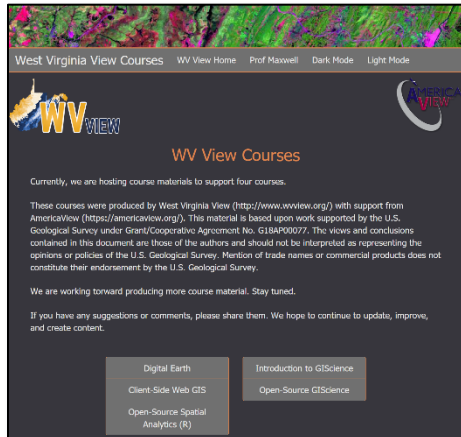 West Virginia View Courses WV View Home Prof Maxwell Dark Mode Light Mode
WV VIEW
AMERICA
VIEW
WV View Courses
Currently, we are hosting course materials to support four courses.
These courses were produced by West Virginia View (http://www.wvview.org/) with support from
AmericaView (https://americaview.org/). This material is based upon work supported by the U.S.
Geological Survey under Grant/Cooperative Agreement No. G18AP00077. The views and conclusions
contained in this document are those of the authors and should not be interpreted as representing the
opinions or policies of the U.S. Geological Survey. Mention of trade names or commercial products does not
constitute their endorsement by the U.S. Geological Survey.
We are working torward producing more course material. Stay tuned.
If you have any suggestions or comments, please share them. We hope to continue to update, improve,
and create content.
Digital Earth
Client-Side Web GIS
Open-Source Spatial
Analytics (R)
Introduction to GIScience
Open-Source GIScience